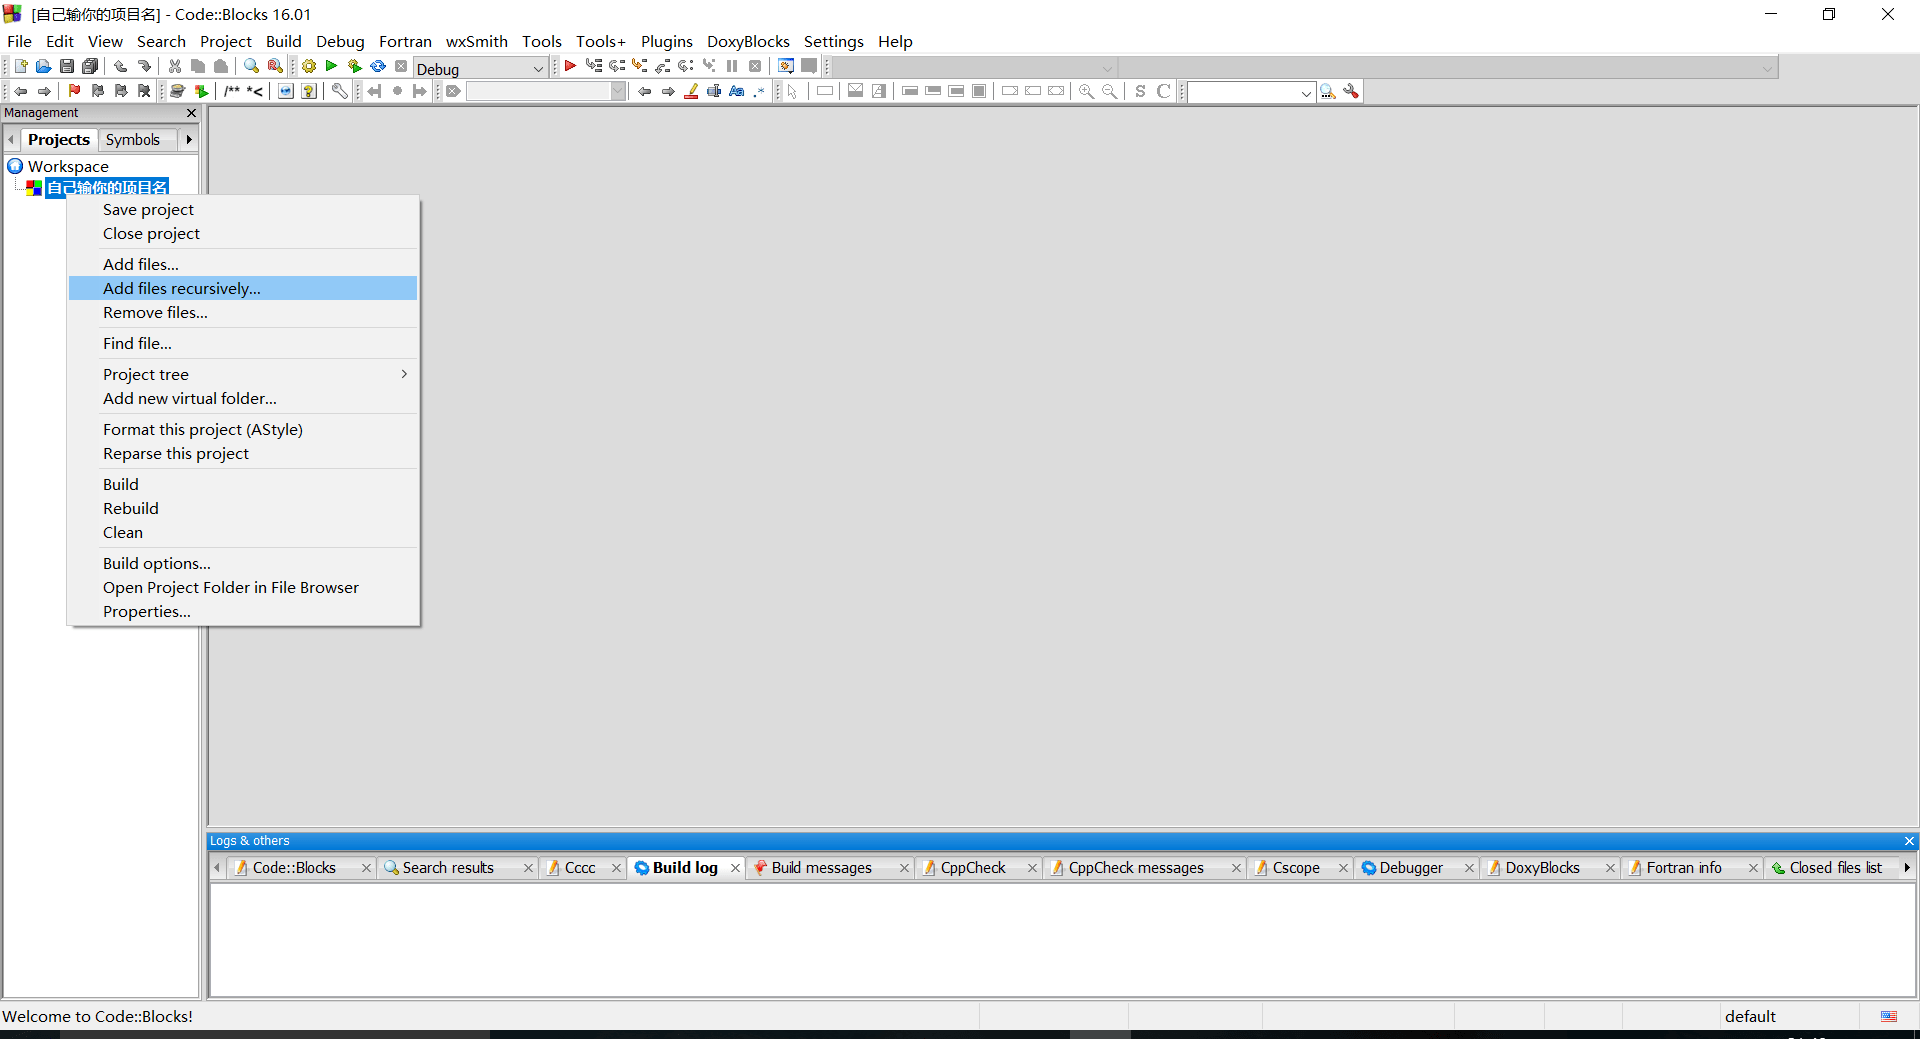 [自己输你的项目名] - Code::Blocks 16.01
File Edit View Search Project Build Debug Fortran wxSmith Tools Tools+ Plugins DoxyBlocks Settings Help
Debug
/** *<
Aa .*
S C
Management
Projects Symbols
Workspace
自己输你的项目名
Save project
Close project
Add files...
Add files recursively...
Remove files...
Find file...
Project tree
Add new virtual folder...
Format this project (AStyle)
Reparse this project
Build
Rebuild
Clean
Build options...
Open Project Folder in File Browser
Properties...
Logs & others
Code::Blocks Search results Cccc Build log Build messages CppCheck CppCheck messages Cscope Debugger DoxyBlocks Fortran info Closed files list
Welcome to Code::Blocks! default